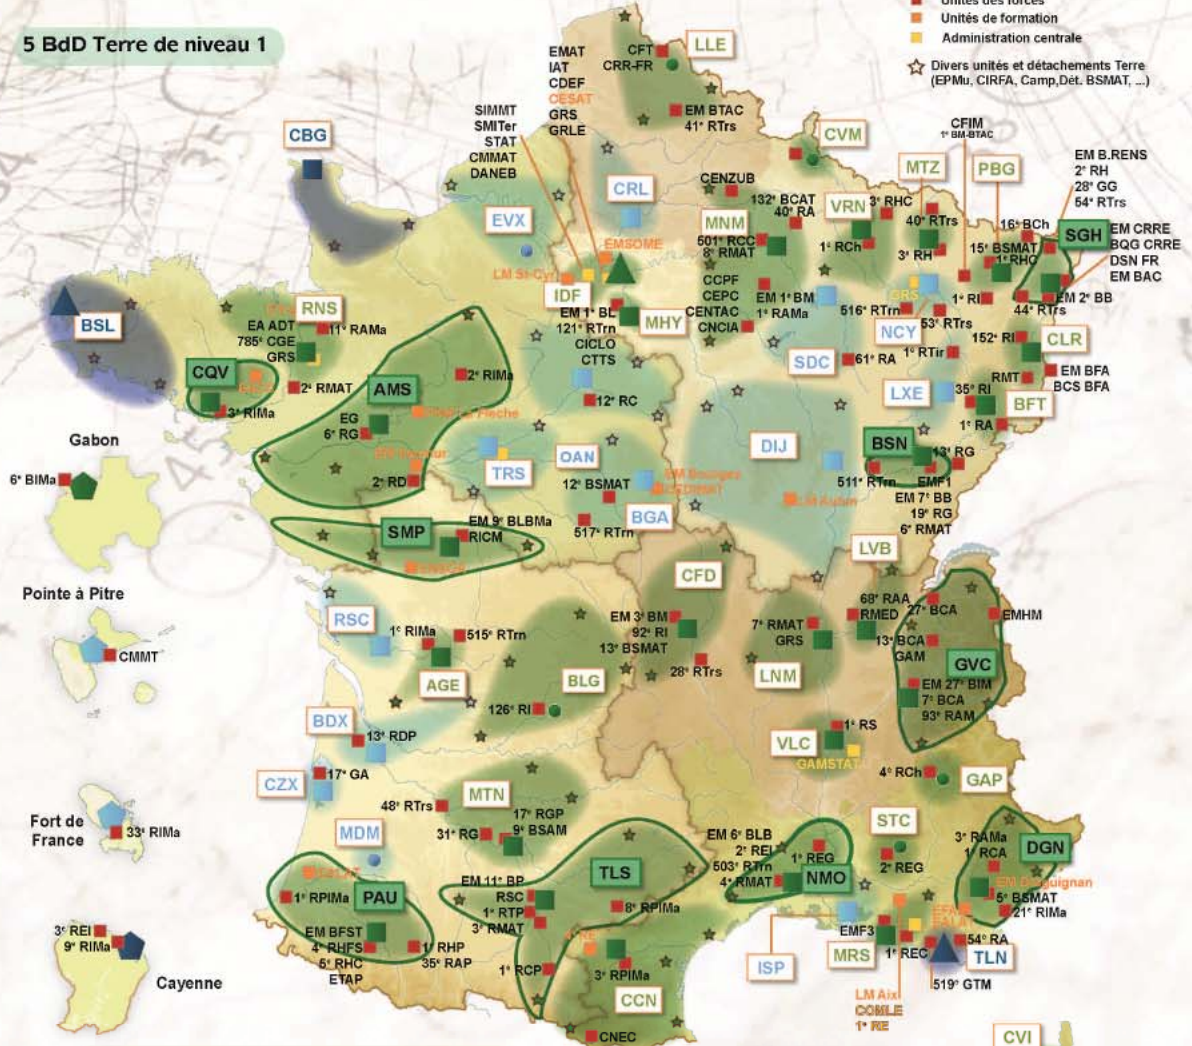 5 BdD Terre de niveau 1
Unités des forces
Unités de formation
Administration centrale
Divers unités et détachements Terre
(EPMu, CIRFA, Camp,Dét. BSMAT, ...)
EMAT
IAT
CDEF
CESAT
GRS
GRLE
SIMMT
SMITer
STAT
CMMAT
DANEB
CFT
CRR-FR
LLE
EM BTAC
41e RTrs
CBG
EVX
CRL
CENZUB
CVM
CFIM
1e BM-BTAC
MTZ
PBG
EM B.RENS
2e RH
28e GG
54e RTrs
132e BCAT
40e RA
MNM
501e RCC
8e RMAT
VRN
3e RHC
1e RCh
40e RTrs
3e RH
16e BCh
15e BSMAT
1e RHC
SGH
EM CRRE
BQG CRRE
DSN FR
EM BAC
EMSOME
LM St-Cyr
IDF
CCPF
CEPC
CENTAC
CNCIA
EM 1e BM
1e RAMa
GRS
1e RI
EM 2e BB
44e RTrs
EM 1e BL
121e RTrn
CICLO
CTTS
MHY
516e RTrn
NCY
53e RTrs
152e RI
CLR
BSL
RNS
EA ADT
785e CGE
GRS
11e RAMa
SDC
61e RA
1e RTir
EM BFA
BCS BFA
RMT
CQV
3e RIMa
2e RMAT
AMS
2e RIMa
12e RC
LXE
35e RI
BFT
1e RA
EG
6e RG
TRS
OAN
DIJ
BSN
13e RG
511e RTrn
EMF1
EM 7e BB
19e RG
6e RMAT
Gabon
6e BIMa
2e RD
12e BSMAT
EM Bourges
BGA
LM Autun
SMP
EM 9e BLBMa
RICM
517e RTrn
LVB
CFD
Pointe à Pitre
CMMT
RSC
1e RIMa
515e RTrn
EM 3e BM
92e RI
13e BSMAT
28e RTrs
7e RMAT
GRS
LNM
68e RAA
RMED
27e BCA
EMHM
13e BCA
GAM
GVC
EM 27e BIM
7e BCA
93e RAM
AGE
BLG
126e RI
BDX
13e RDP
1e RS
VLC
GAMSTAT
CZX
17e GA
4e RCh
GAP
Fort de
France
33e RIMa
MTN
48e RTrs
17e RGP
9e BSAM
31e RG
MDM
STC
2e REG
EM 6e BLB
2e REI
503e RTrn
4e RMAT
1e REG
NMO
3e RAMa
1e RCA
DGN
EM Draguignan
5e BSMAT
21e RIMa
TLS
EM 11e BP
RSC
1e RTP
3e RMAT
8e RPIMa
1e RPIMa
PAU
EM BFST
4e RHFS
5e RHC
ETAP
1e RHP
35e RAP
3e REI
9e RIMa
Cayenne
1e RCP
3e RPIMa
CCN
CNEC
ISP
EMF3
MRS
1e REC
54e RA
TLN
519e GTM
LM Aix
COMLE
1e RE
CVI